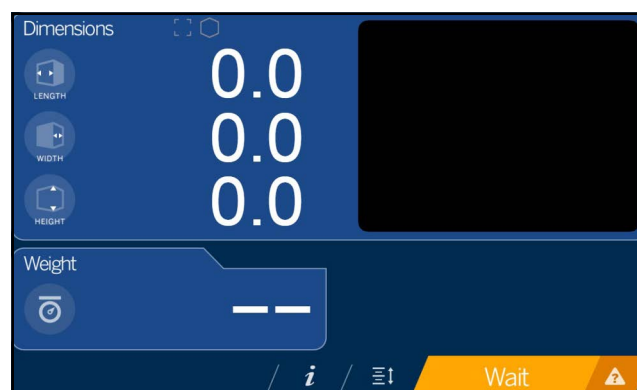 Dimensions
LENGTH
0.0
WIDTH
0.0
HEIGHT
0.0
Weight
--
i
Wait
?